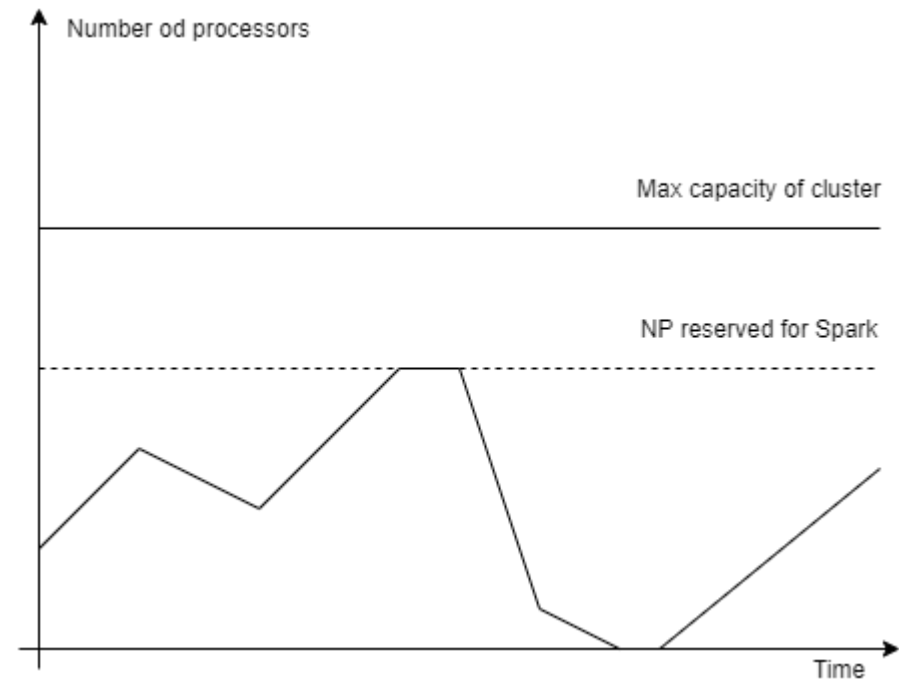 Number od processors
Max capacity of cluster
NP reserved for Spark
Time